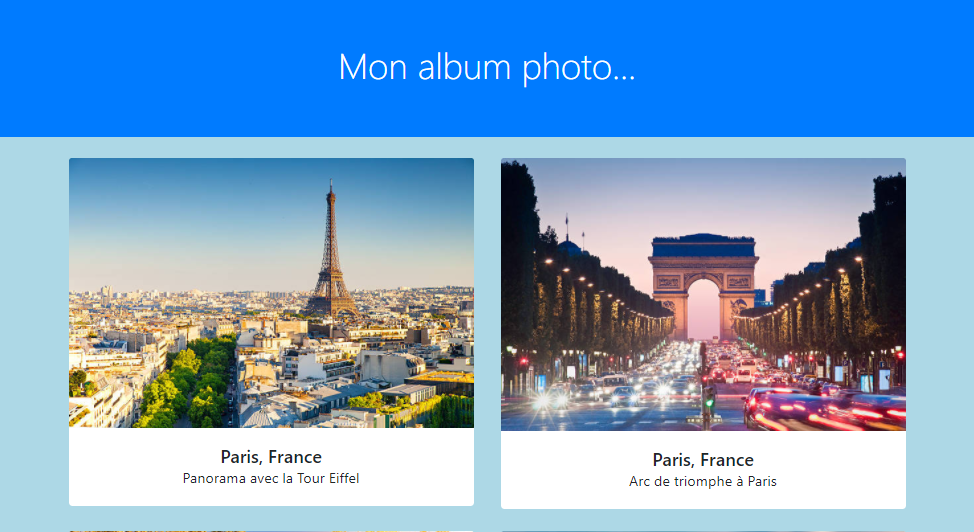 Mon album photo...
Paris, France
Panorama avec la Tour Eiffel
Paris, France
Arc de triomphe à Paris